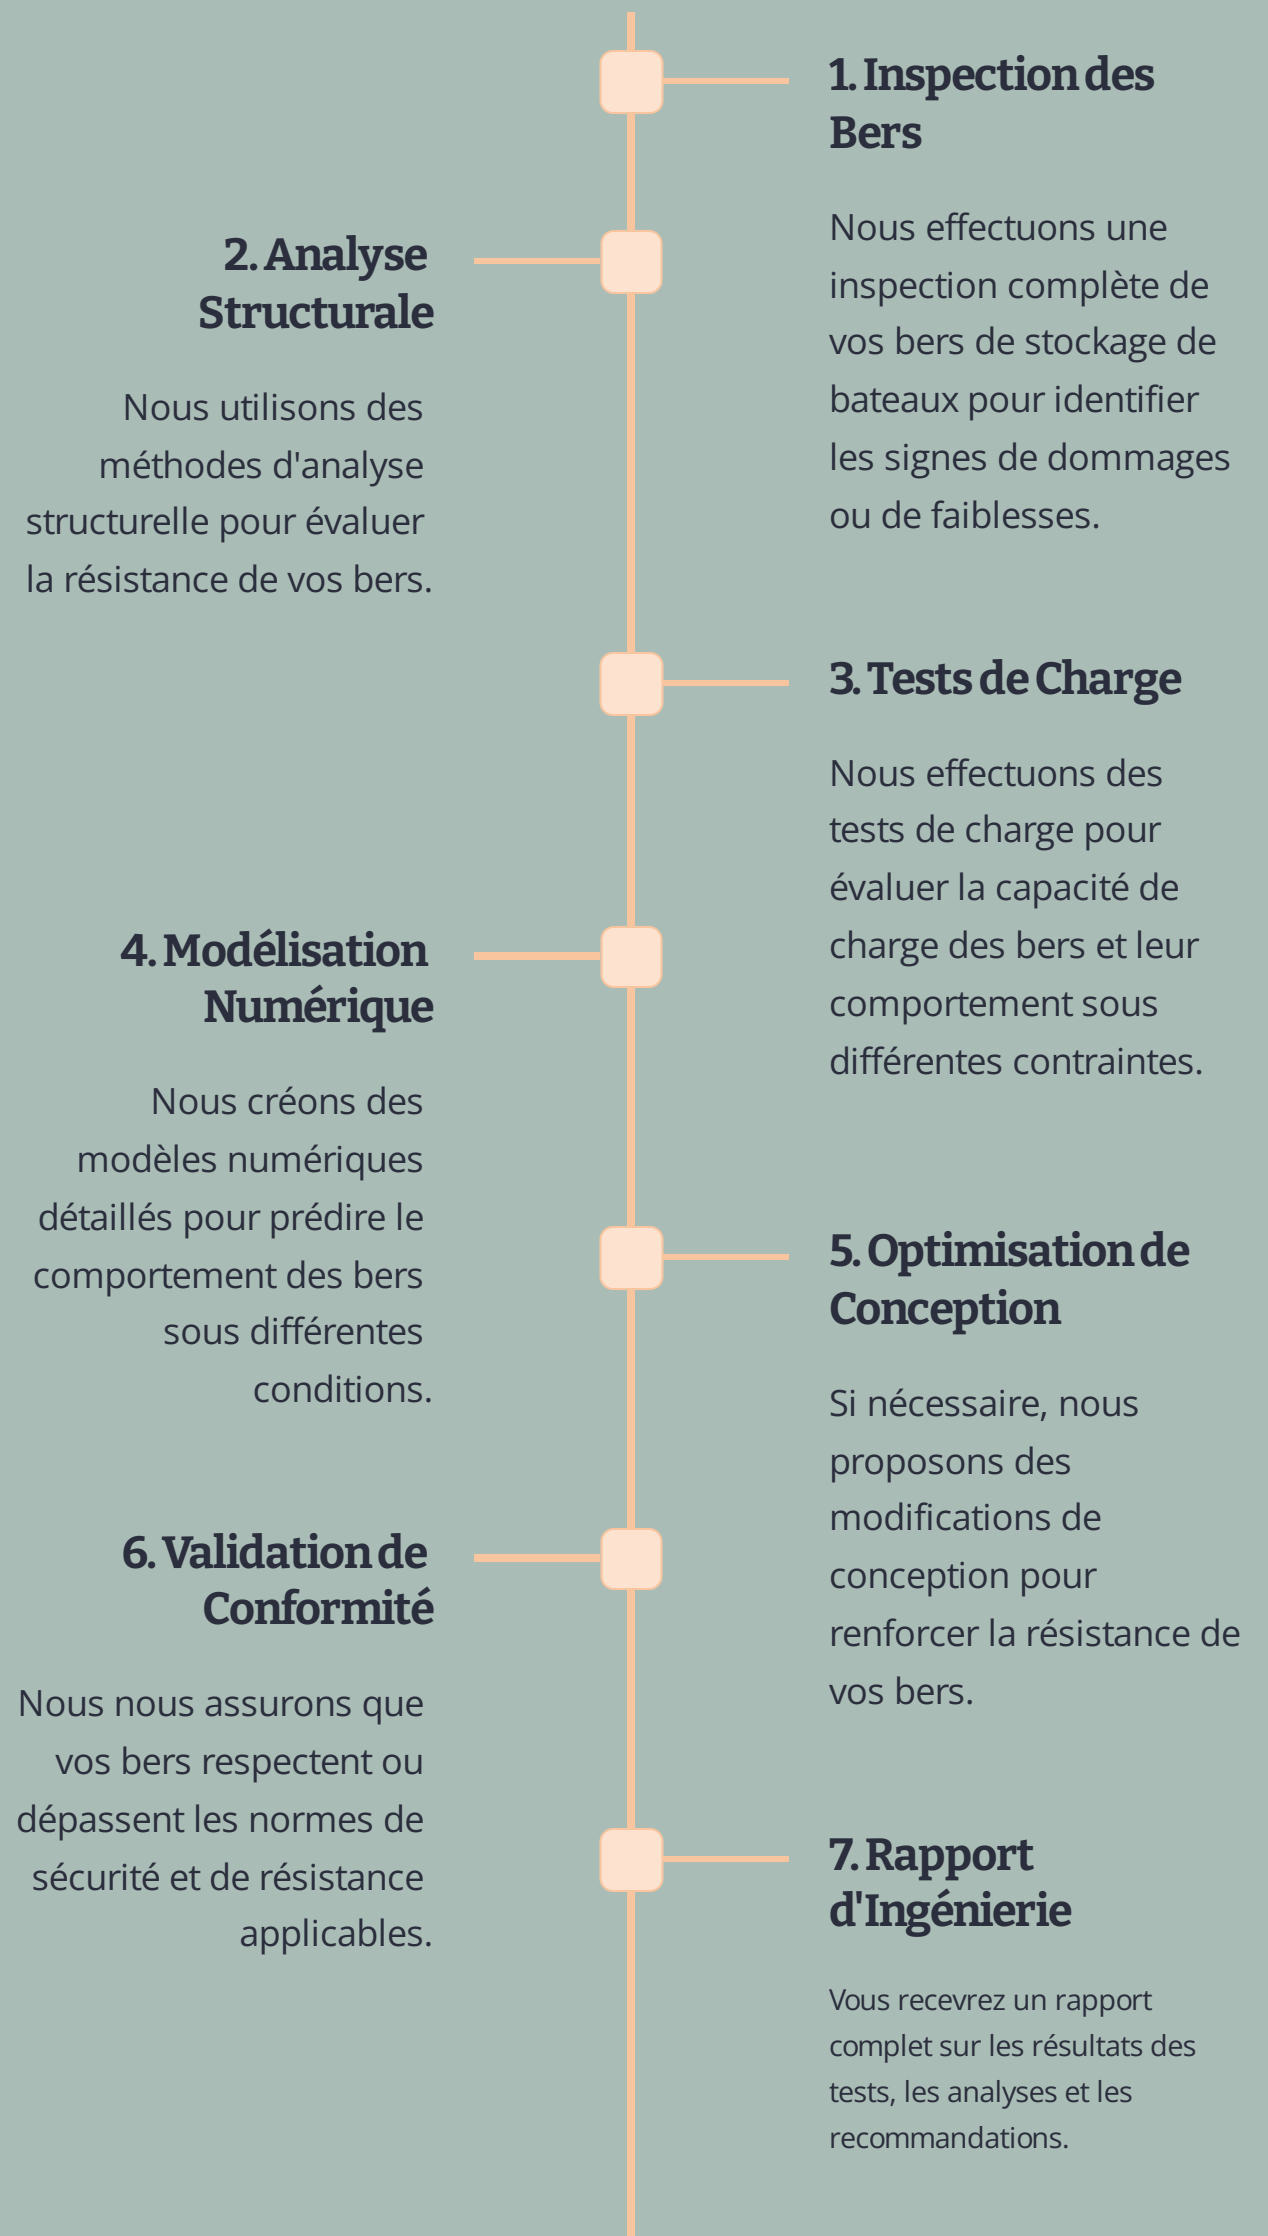 1. Inspection des
Bers
Nous effectuons une
inspection complète de
vos bers de stockage de
bateaux pour identifier
les signes de dommages
ou de faiblesses.
2. Analyse
Structurale
Nous utilisons des
méthodes d'analyse
structurelle pour évaluer
la résistance de vos bers.
3. Tests de Charge
Nous effectuons des
tests de charge pour
évaluer la capacité de
charge des bers et leur
comportement sous
différentes contraintes.
4. Modélisation
Numérique
Nous créons des
modèles numériques
détaillés pour prédire le
comportement des bers
sous différentes
conditions.
5. Optimisation de
Conception
Si nécessaire, nous
proposons des
modifications de
conception pour
renforcer la résistance de
vos bers.
6. Validation de
Conformité
Nous nous assurons que
vos bers respectent ou
dépassent les normes de
sécurité et de résistance
applicables.
7. Rapport
d'Ingénierie
Vous recevrez un rapport
complet sur les résultats des
tests, les analyses et les
recommandations.